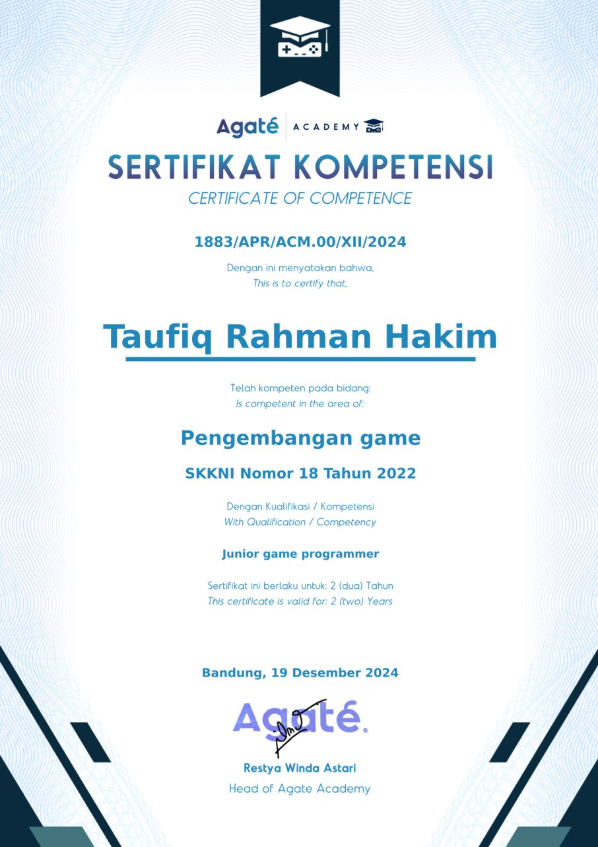 Agaté ACADEMY
SERTIFIKAT KOMPETENSI
CERTIFICATE OF COMPETENCE
1883/APR/ACM.00/XII/2024
Dengan ini menyatakan bahwa,
This is to certify that,
Taufiq Rahman Hakim
Telah kompeten pada bidang:
Is competent in the area of:
Pengembangan game
SKKNI Nomor 18 Tahun 2022
Dengan Kualifikasi / Kompetensi
With Qualification / Competency
Junior game programmer
Sertifikat ini berlaku untuk: 2 (dua) Tahun
This certificate is valid for: 2 (two) Years
Bandung, 19 Desember 2024
Agaté.
Restya Winda Astari
Head of Agate Academy